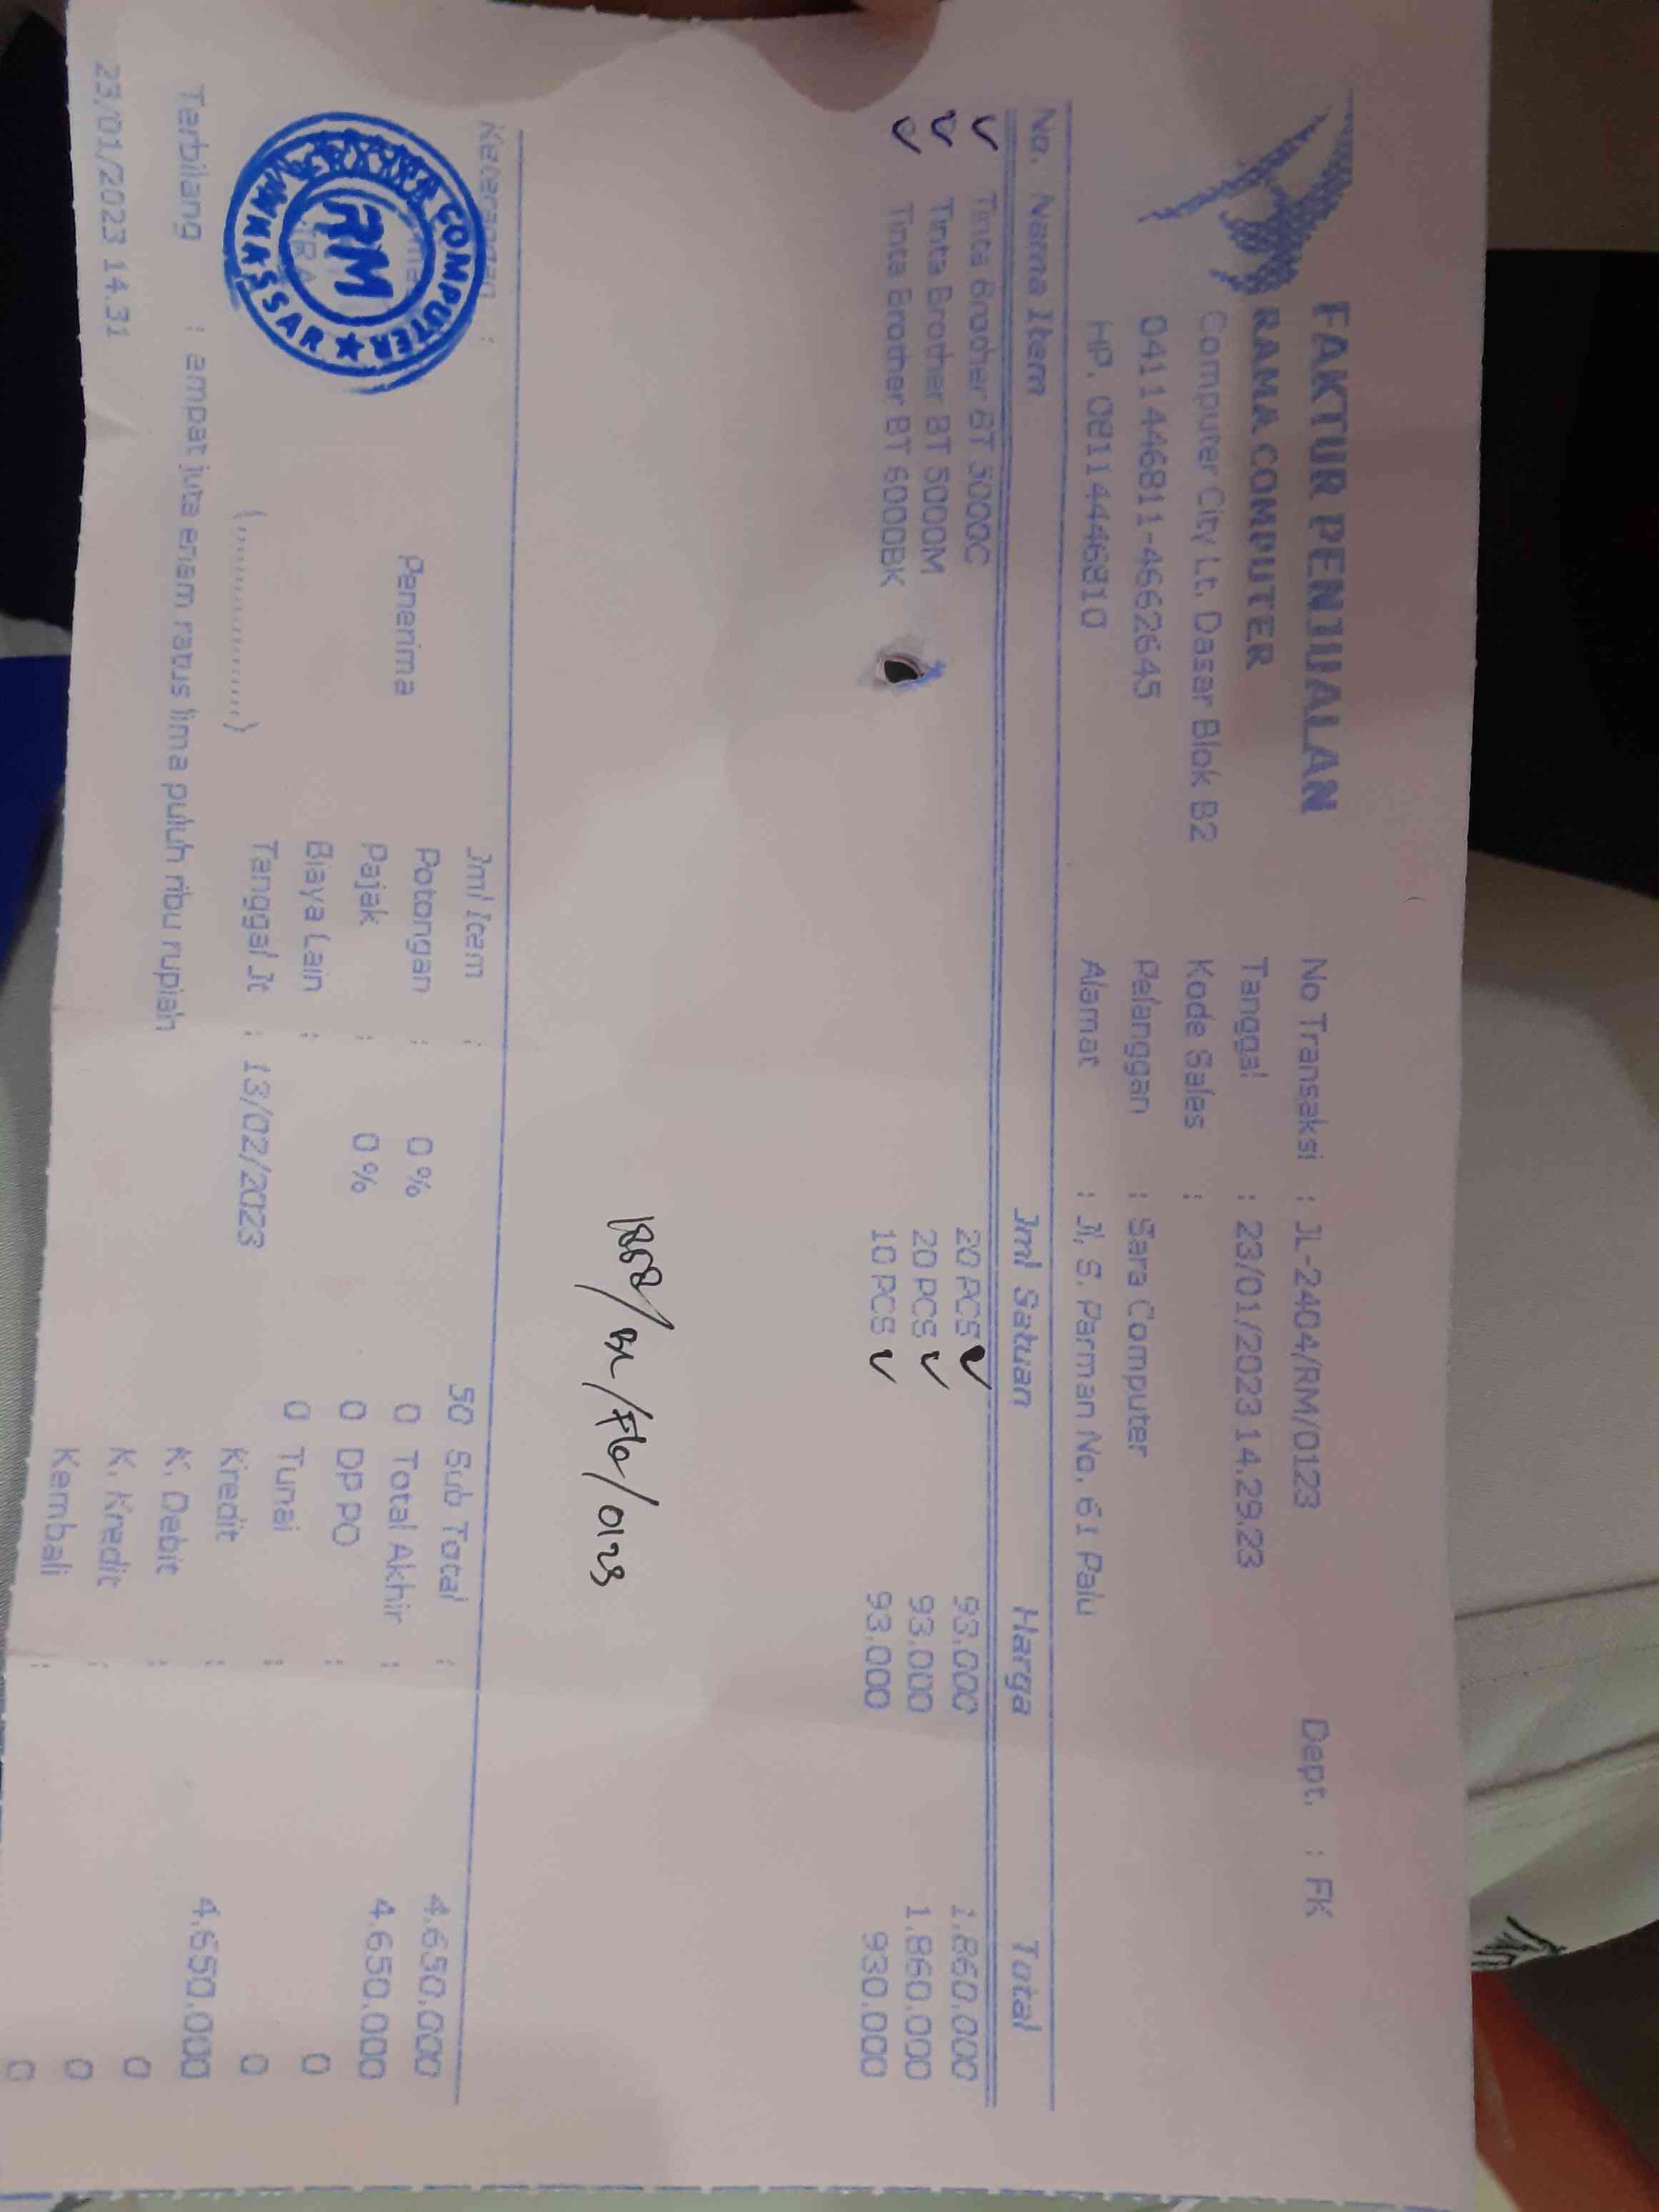 FAKTUR PENJUALAN
RAMA COMPUTER
Computer City Lt. Dasar Blok B2
04114446811-4662645
HP. 08114446810
No Transaksi : JL-2404/RM/0123
Dept. : FK
Tanggal : 23/01/2023 14.29.23
Kode Sales :
Pelanggan : Sara Computer
Alamat : Jl, S. Parman No. 61 Palu
No. Nama Item Jml Satuan Harga Total
Tinta Brother BT 5000C 20 PCS 93.000 1.860.000
Tinta Brother BT 5000M 20 PCS 93.000 1.860.000
Tinta Brother BT 6000BK 10 PCS 93.000 930.000
/0123
Keterangan :
COMPUTER
RM
MAKASSAR
Penerima
(..............)
Jml Item : 50
Potongan : 0 % 0
Pajak : 0 % 0
Biaya Lain : 0
Tanggal Jt : 13/02/2023
Sub Total : 4.650.000
Total Akhir : 4.650.000
DP PO : 0
Tunai : 0
Kredit : 4.650.000
K. Debit : 0
K. Kredit : 0
Kembali : 0
Terbilang : empat juta enam ratus lima puluh ribu rupiah
23/01/2023 14.31